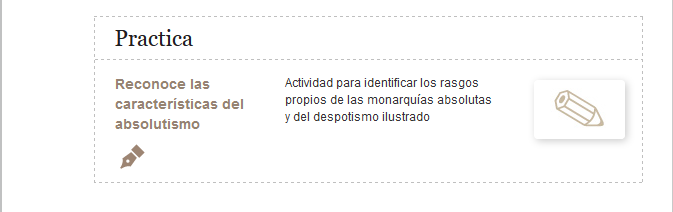 Practica
Reconoce las
características del
absolutismo
Actividad para identificar los rasgos
propios de las monarquías absolutas
y del despotismo ilustrado